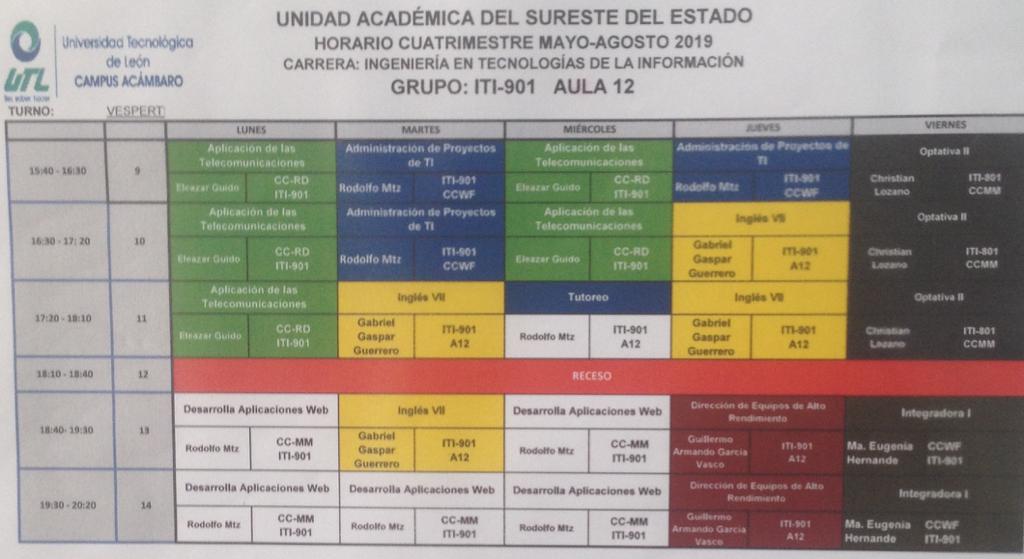 UNIDAD ACADÉMICA DEL SURESTE DEL ESTADO
HORARIO CUATRIMESTRE MAYO-AGOSTO 2019
CARRERA: INGENIERÍA EN TECNOLOGÍAS DE LA INFORMACIÓN
GRUPO: ITI-901 AULA 12
Universidad Tecnológica
de León
CAMPUS ACÁMBARO
UTL
TURNO: VESPERTI
LUNES MARTES MIÉRCOLES JUEVES VIERNES
15:40 - 16:30 9
Aplicación de las
Telecomunicaciones
Eleazar Guido CC-RD
ITI-901
Administración de Proyectos
de TI
Rodolfo Mtz ITI-901
CCWF
Aplicación de las
Telecomunicaciones
Eleazar Guido CC-RD
ITI-901
Administración de Proyectos de
TI
Rodolfo Mtz ITI-901
CCWF
Optativa II
Christian ITI-801
Lozano CCMM
16:30 - 17: 20 10
Aplicación de las
Telecomunicaciones
Eleazar Guido CC-RD
ITI-901
Administración de Proyectos
de TI
Rodolfo Mtz ITI-901
CCWF
Aplicación de las
Telecomunicaciones
Eleazar Guido CC-RD
ITI-901
Inglés VII
Gabriel
Gaspar
Guerrero
ITI-901
A12
Optativa II
Christian ITI-801
Lozano CCMM
17:20 - 18:10 11
Aplicación de las
Telecomunicaciones
Eleazar Guido CC-RD
ITI-901
Inglés VII
Gabriel
Gaspar
Guerrero
ITI-901
A12
Tutoreo
Rodolfo Mtz ITI-901
A12
Inglés VII
Gabriel
Gaspar
Guerrero
ITI-901
A12
Optativa II
Christian ITI-801
Lozano CCMM
18:10 - 18:40 12 RECESO
18:40- 19:30 13
Desarrolla Aplicaciones Web
Rodolfo Mtz CC-MM
ITI-901
Inglés VII
Gabriel
Gaspar
Guerrero
ITI-901
A12
Desarrolla Aplicaciones Web
Rodolfo Mtz CC-MM
ITI-901
Dirección de Equipos de Alto
Rendimiento
Guillermo
Armando García
Vasco
ITI-901
A12
Integradora I
Ma. Eugenia CCWF
Hernande ITI-901
19:30 - 20:20 14
Desarrolla Aplicaciones Web
Rodolfo Mtz CC-MM
ITI-901
Desarrolla Aplicaciones Web
Rodolfo Mtz CC-MM
ITI-901
Desarrolla Aplicaciones Web
Rodolfo Mtz CC-MM
ITI-901
Dirección de Equipos de Alto
Rendimiento
Guillermo
Armando García
Vasco
ITI-901
A12
Integradora I
Ma. Eugenia CCWF
Hernande ITI-901